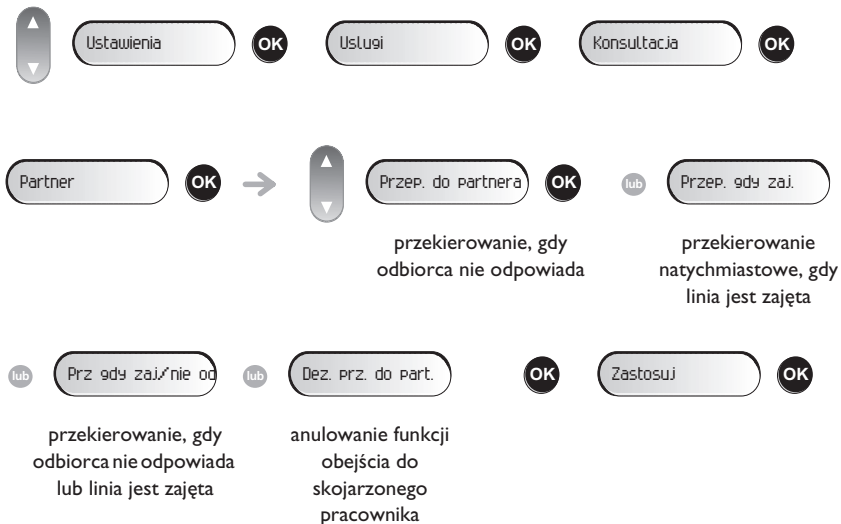 Ustawienia OK Uslugi OK Konsultacja OK
Partner OK Przep. do partnera OK lub Przep. gdy zaj.
przekierowanie, gdy
odbiorca nie odpowiada
przekierowanie
natychmiastowe, gdy
linia jest zajęta
lub Prz gdy zaj/nie od lub Dez. prz. do part. OK Zastosuj OK
przekierowanie, gdy
odbiorca nie odpowiada
lub linia jest zajęta
anulowanie funkcji
obejścia do
skojarzonego
pracownika